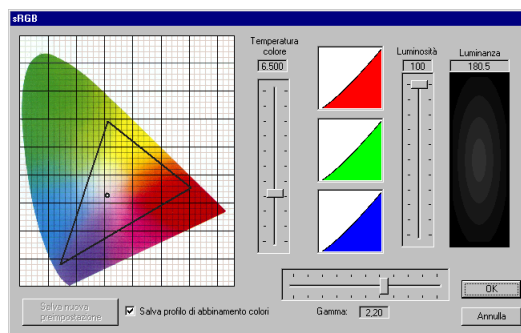 sRGB
Temperatura
colore
6.500
Luminosità
100
Luminanza
180.5
Salva nuova
preimpostazione
Salva profilo di abbinamento colori
Gamma:
2,20
OK
Annulla